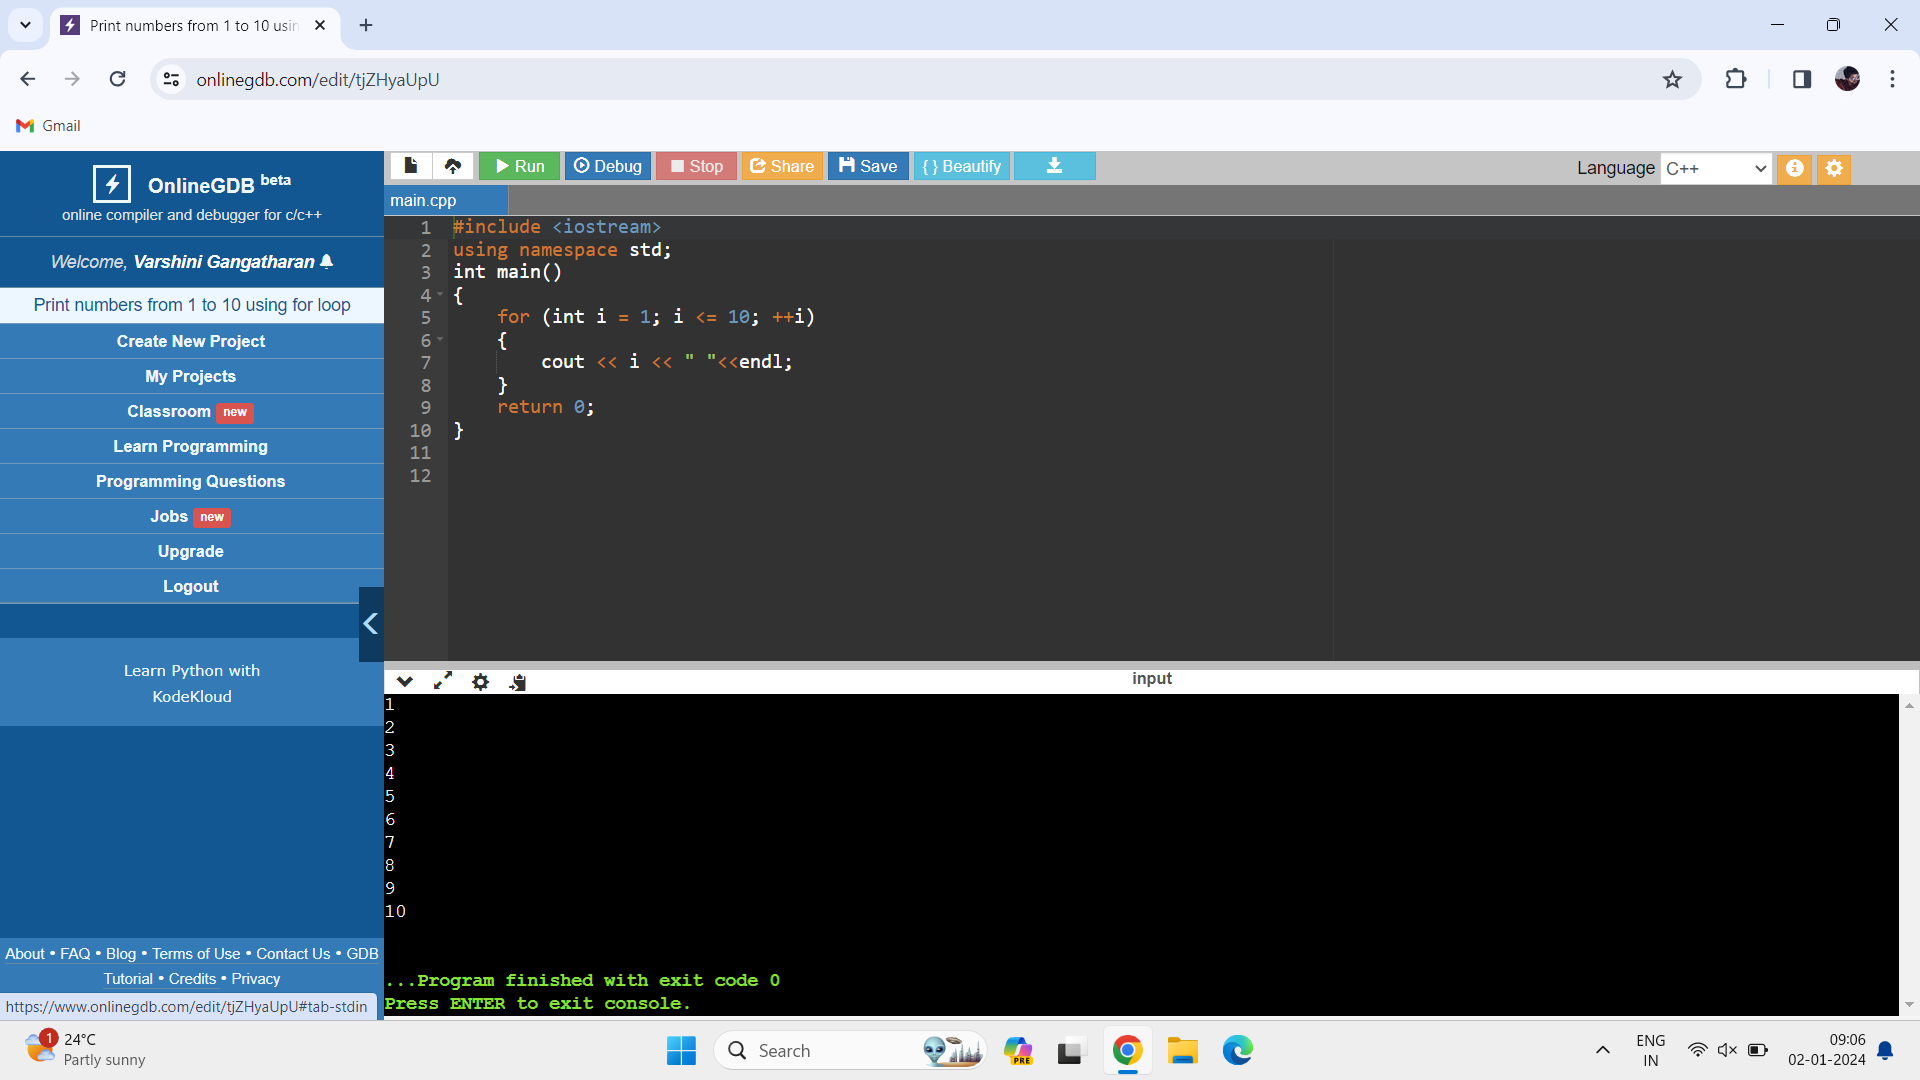 Print numbers from 1 to 10 usin
onlinegdb.com/edit/tjZHyaUpU
Gmail
OnlineGDB beta
online compiler and debugger for c/c++
Welcome, Varshini Gangatharan
Print numbers from 1 to 10 using for loop
Create New Project
My Projects
Classroom new
Learn Programming
Programming Questions
Jobs new
Upgrade
Logout
Learn Python with
KodeKloud
About • FAQ • Blog • Terms of Use • Contact Us • GDB
Tutorial • Credits • Privacy
https://www.onlinegdb.com/edit/tjZHyaUpU#tab-stdin
Run Debug Stop Share Save { } Beautify
Language C++
main.cpp
1 #include <iostream>
2 using namespace std;
3 int main()
4 {
5 for (int i = 1; i <= 10; ++i)
6 {
7 cout << i << " "<<endl;
8 }
9 return 0;
10 }
11
12
input
1
2
3
4
5
6
7
8
9
10
...Program finished with exit code 0
Press ENTER to exit console.
1
24°C
Partly sunny
Search
PRE
ENG
IN
09:06
02-01-2024